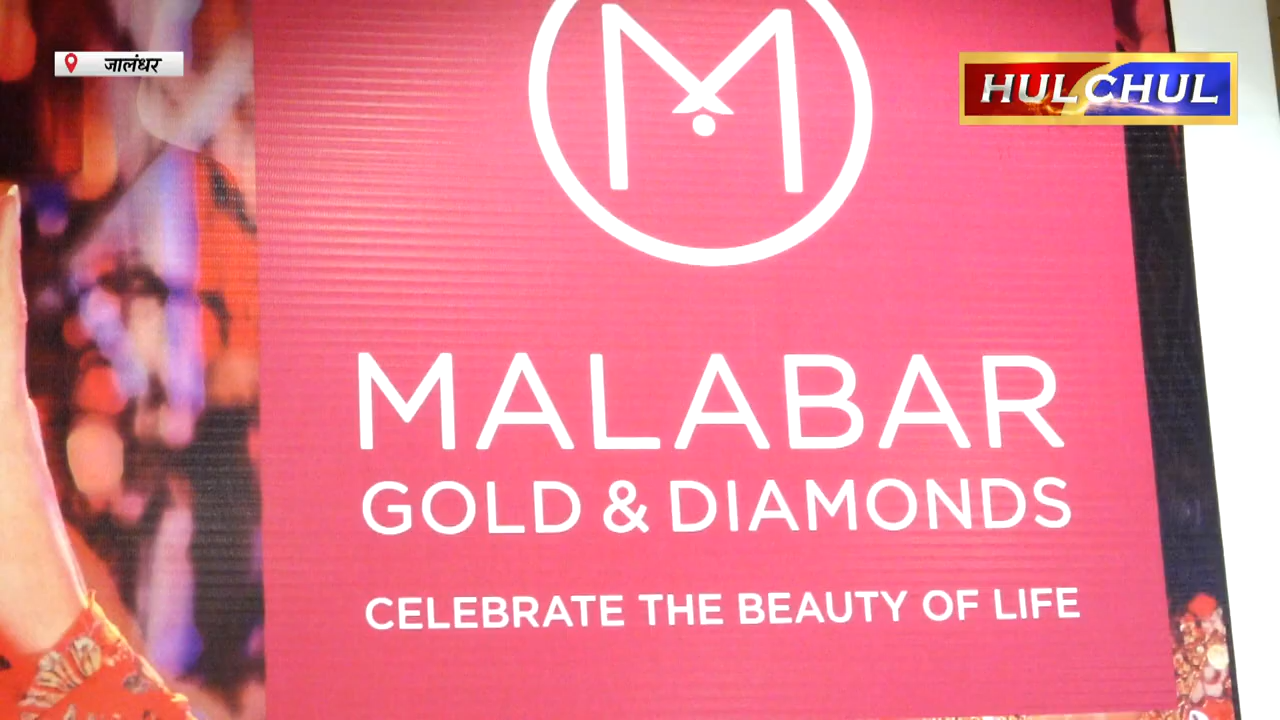 जालंधर
HULCHUL
M
MALABAR
GOLD & DIAMONDS
CELEBRATE THE BEAUTY OF LIFE